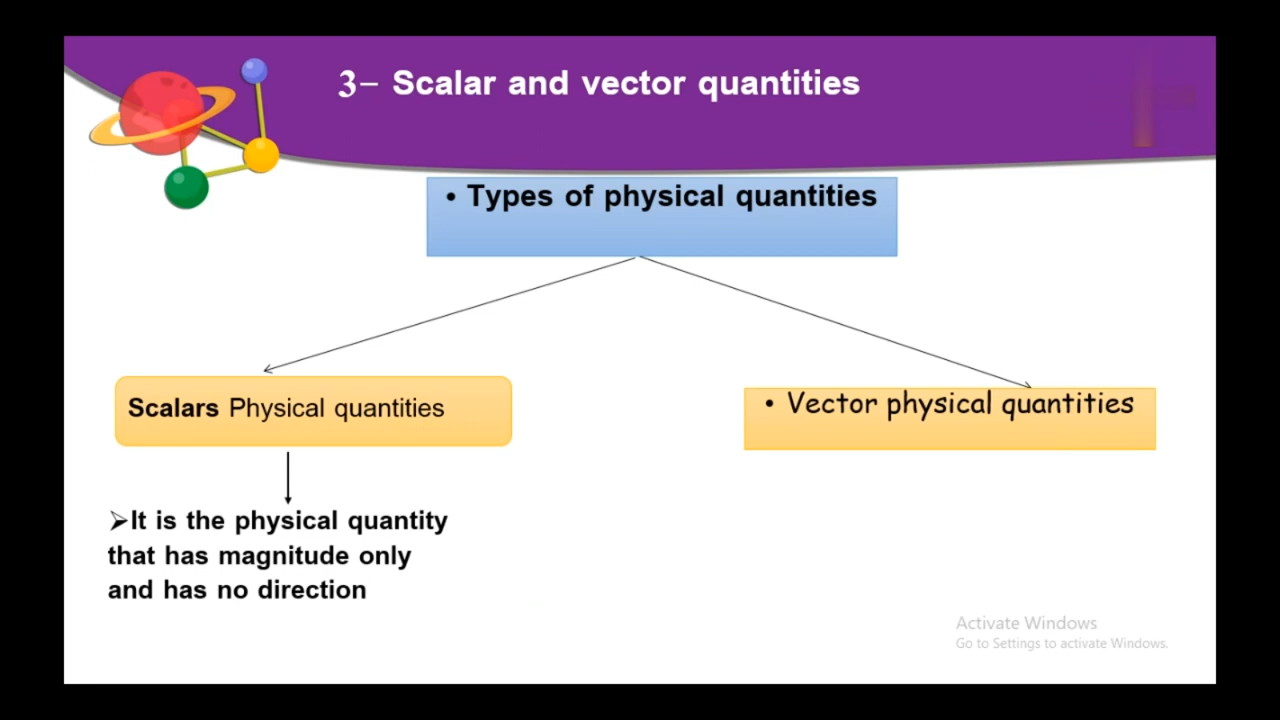 3- Scalar and vector quantities
• Types of physical quantities
Scalars Physical quantities
• Vector physical quantities
➢It is the physical quantity
that has magnitude only
and has no direction
Activate Windows
Go to Settings to activate Windows.